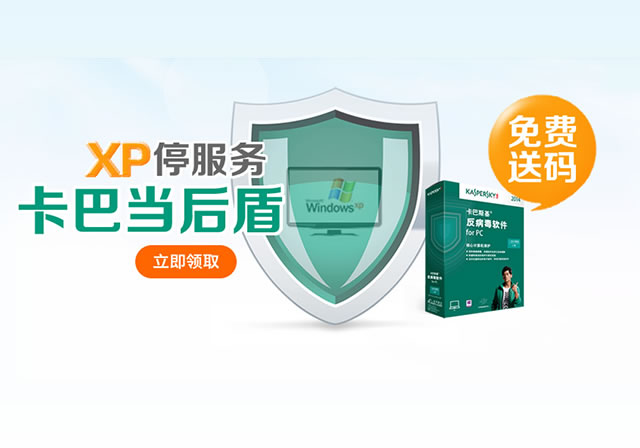 XP停服务
卡巴当后盾
立即领取
Microsoft
Windows xp
免费
送码
KASPERSKY
2014
卡巴斯基
反病毒软件
for PC